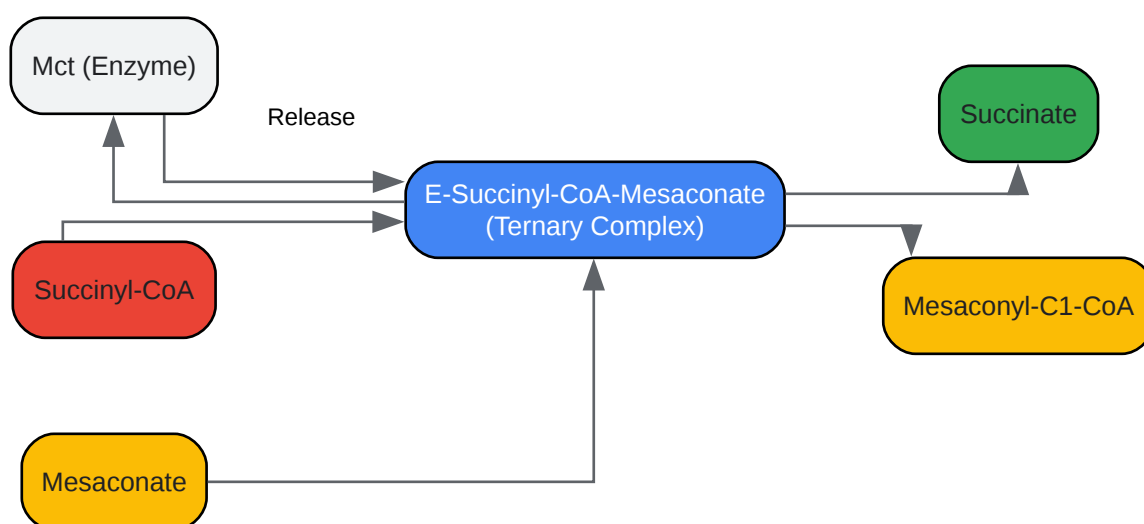 Mct (Enzyme)
Release
Succinate
E-Succinyl-CoA-Mesaconate
(Ternary Complex)
Succinyl-CoA
Mesaconyl-C1-CoA
Mesaconate